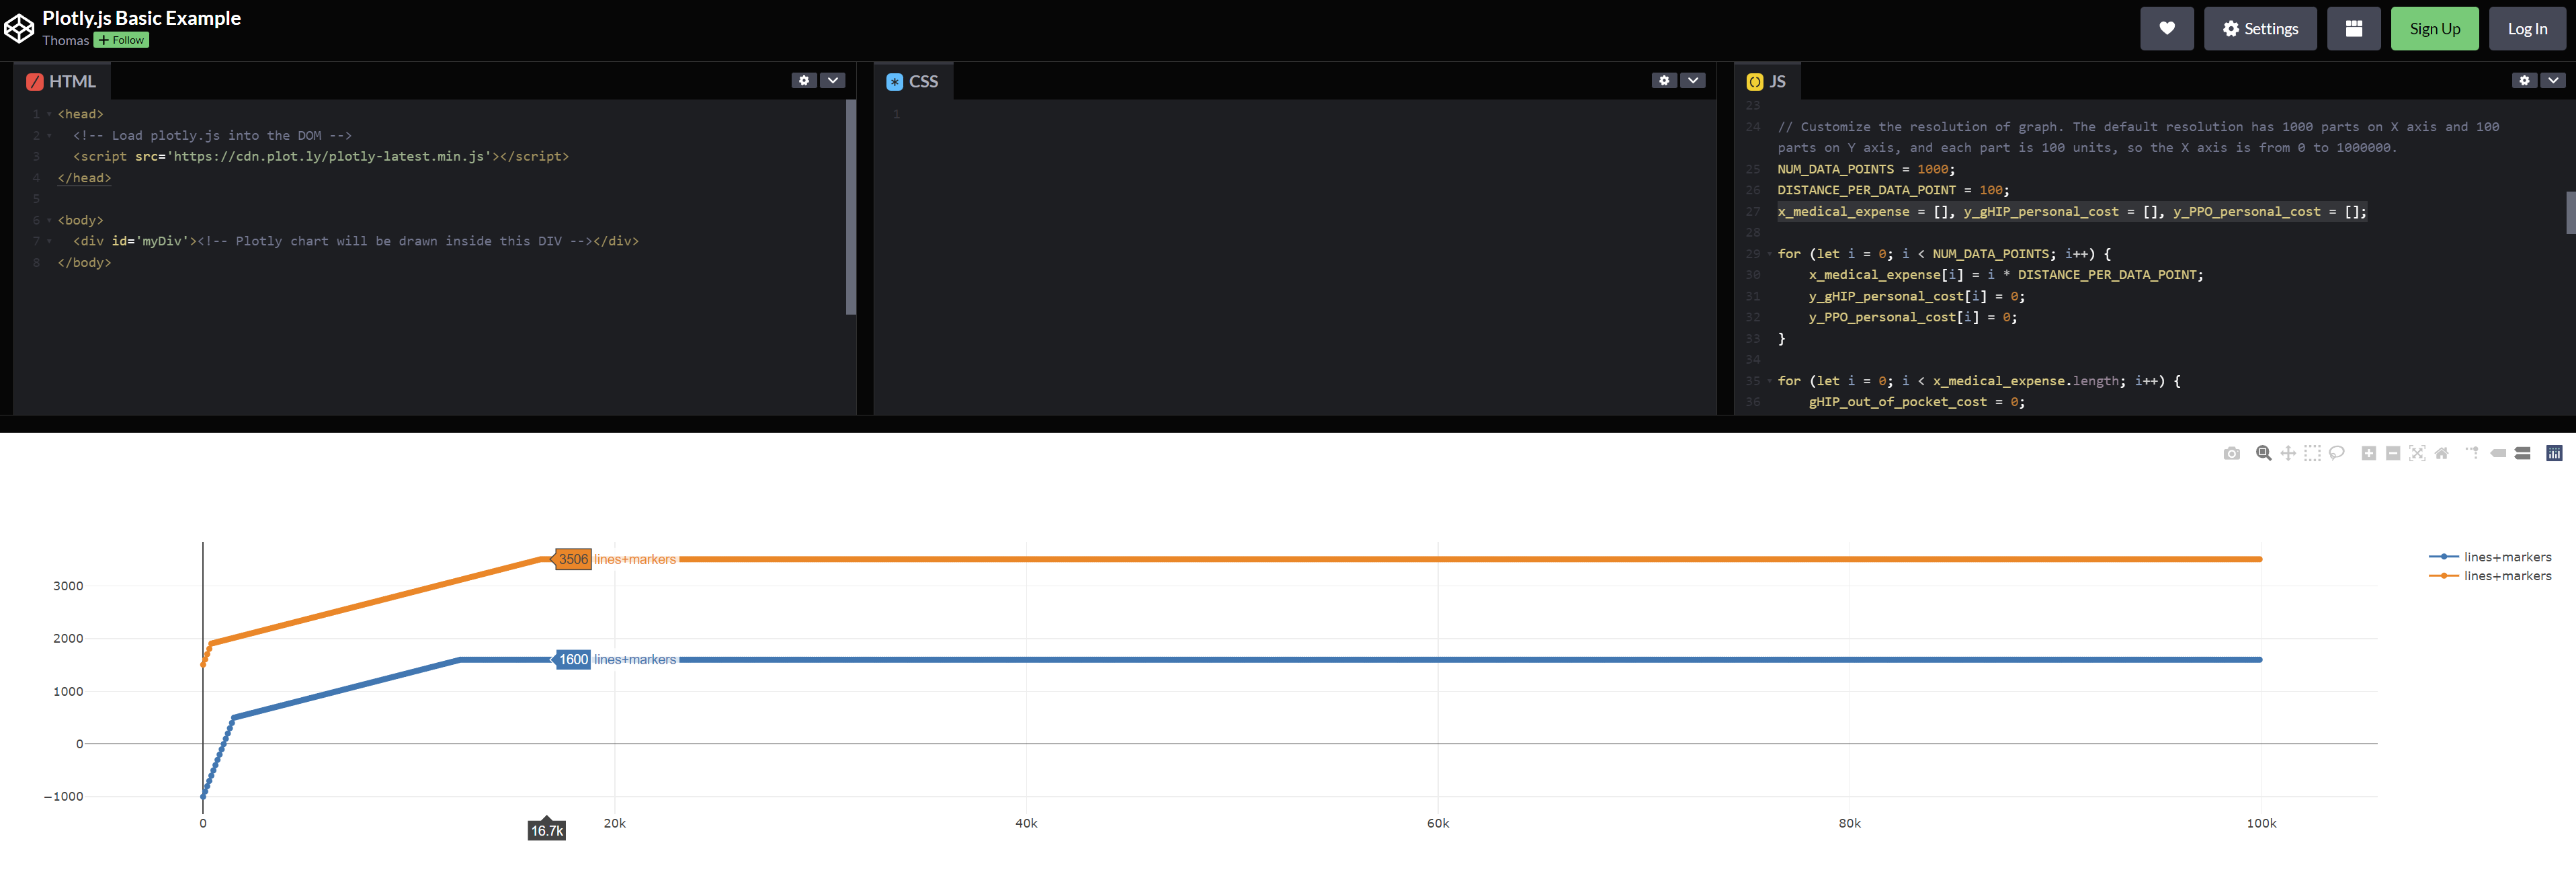 Plotly.js Basic Example
Thomas + Follow
Settings
Sign Up
Log In
HTML
1 <head>
2 <!-- Load plotly.js into the DOM -->
3 <script src='https://cdn.plot.ly/plotly-latest.min.js'></script>
4 </head>
5
6 <body>
7 <div id='myDiv'><!-- Plotly chart will be drawn inside this DIV --></div>
8 </body>
CSS
1
JS
23
24 // Customize the resolution of graph. The default resolution has 1000 parts on X axis and 100
parts on Y axis, and each part is 100 units, so the X axis is from 0 to 1000000.
25 NUM_DATA_POINTS = 1000;
26 DISTANCE_PER_DATA_POINT = 100;
27 x_medical_expense = [], y_gHIP_personal_cost = [], y_PPO_personal_cost = [];
28
29 for (let i = 0; i < NUM_DATA_POINTS; i++) {
30 x_medical_expense[i] = i * DISTANCE_PER_DATA_POINT;
31 y_gHIP_personal_cost[i] = 0;
32 y_PPO_personal_cost[i] = 0;
33 }
34
35 for (let i = 0; i < x_medical_expense.length; i++) {
36 gHIP_out_of_pocket_cost = 0;
3506 lines+markers
1600 lines+markers
lines+markers
lines+markers
3000
2000
1000
0
−1000
0
16.7k
20k
40k
60k
80k
100k